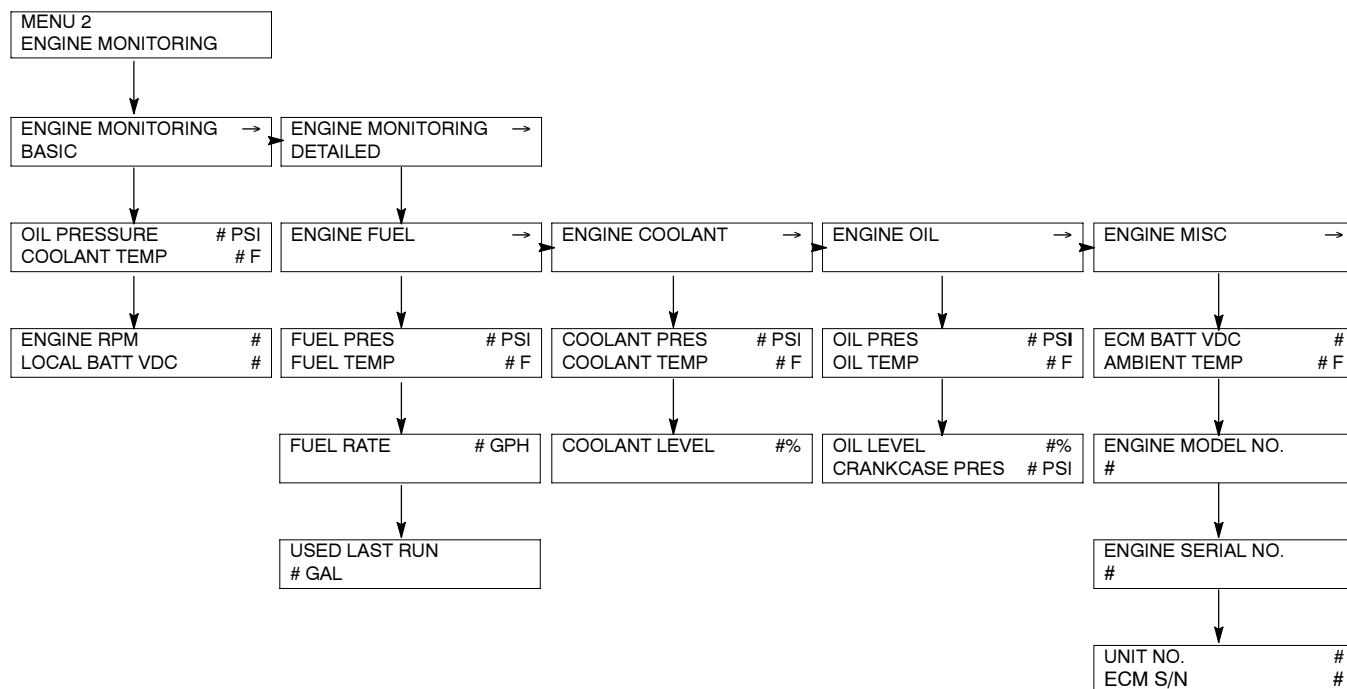 MENU 2
ENGINE MONITORING
ENGINE MONITORING →
BASIC
ENGINE MONITORING →
DETAILED
OIL PRESSURE # PSI
COOLANT TEMP # F
ENGINE FUEL →
ENGINE COOLANT →
ENGINE OIL →
ENGINE MISC →
ENGINE RPM #
LOCAL BATT VDC #
FUEL PRES # PSI
FUEL TEMP # F
COOLANT PRES # PSI
COOLANT TEMP # F
OIL PRES # PSI
OIL TEMP # F
ECM BATT VDC #
AMBIENT TEMP # F
FUEL RATE # GPH
COOLANT LEVEL #%
OIL LEVEL #%
CRANKCASE PRES # PSI
ENGINE MODEL NO.
#
USED LAST RUN
# GAL
ENGINE SERIAL NO.
#
UNIT NO. #
ECM S/N #